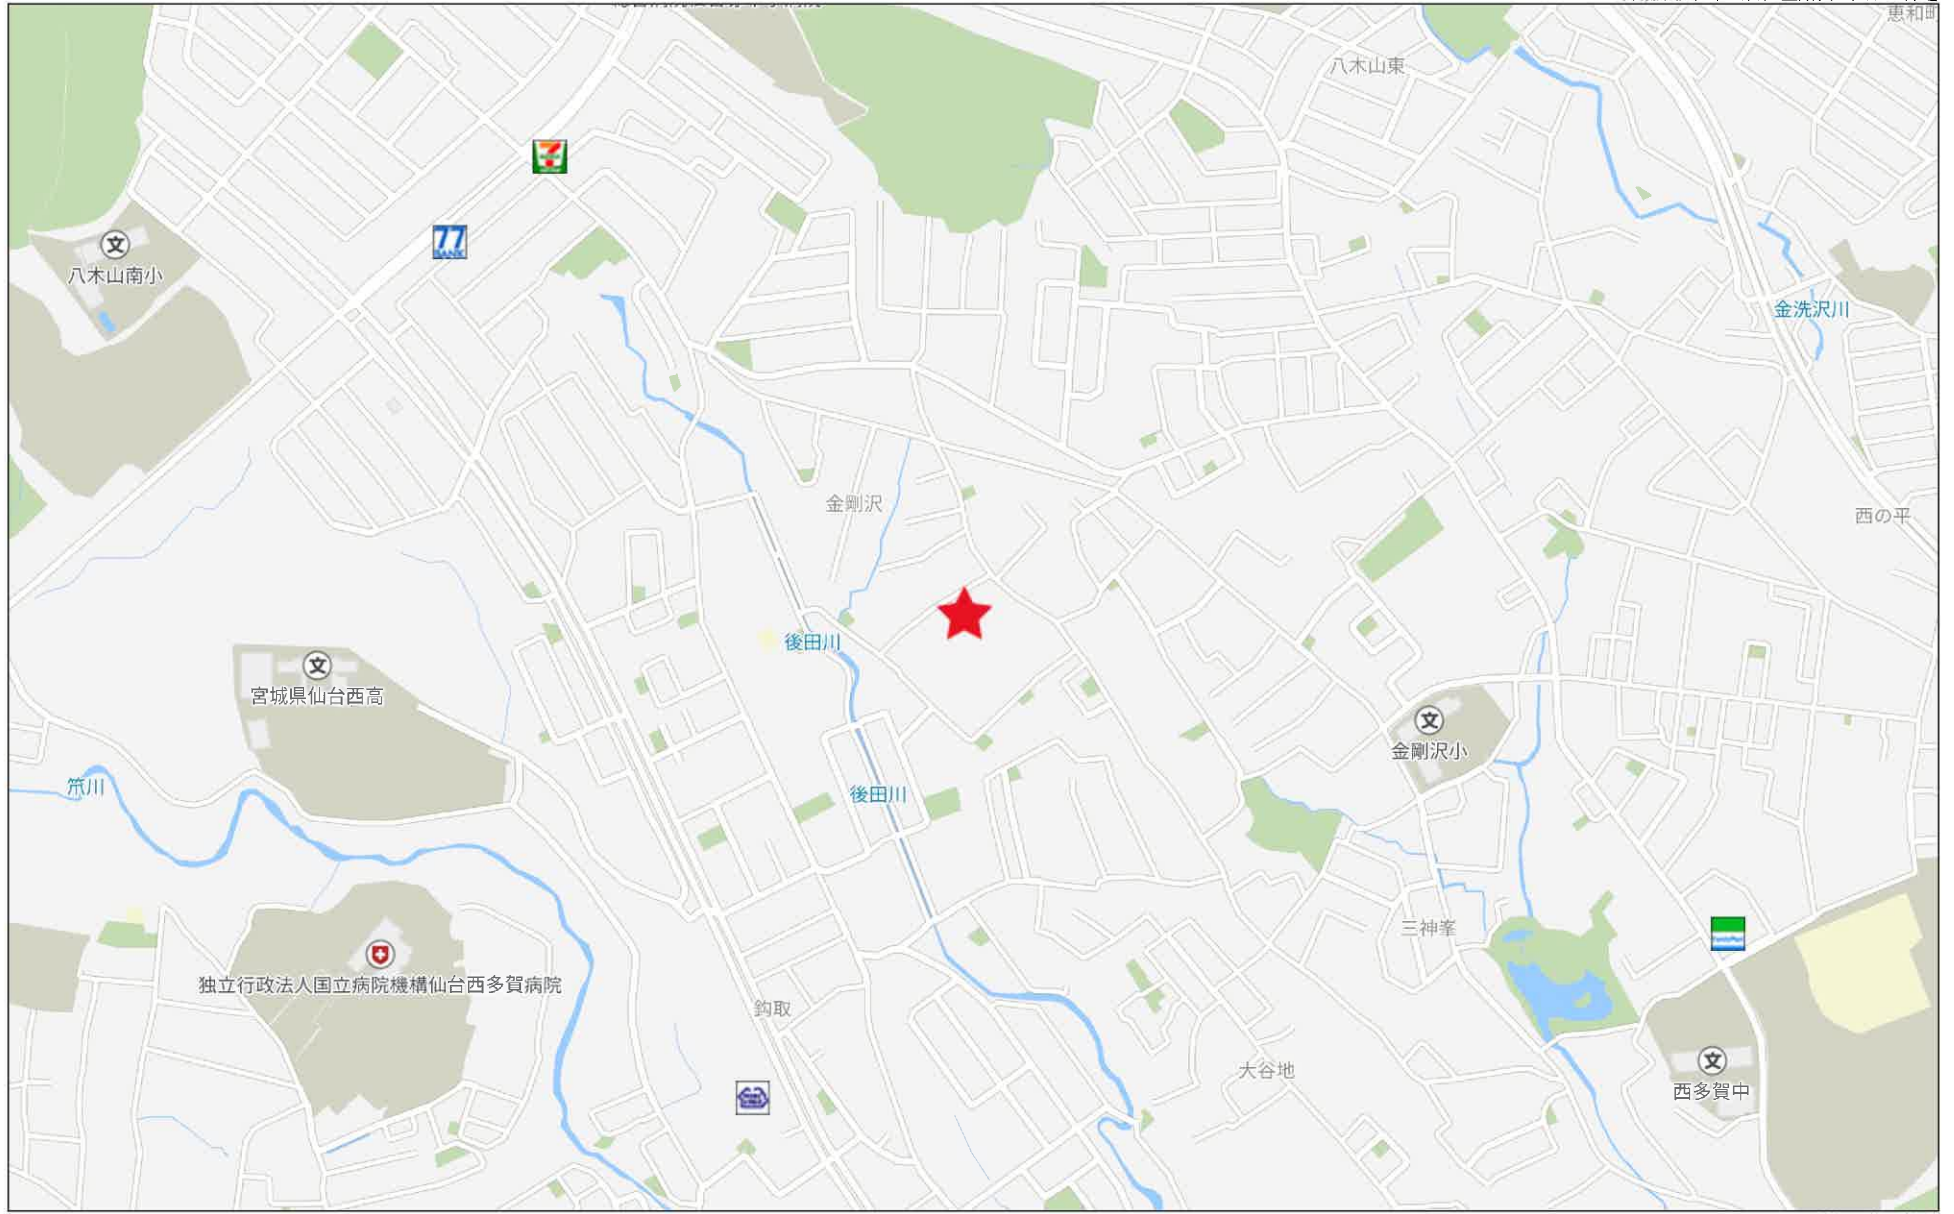 恵和町
八木山東
77
BANK
八木山南小
金洗沢川
金剛沢
西の平
後田川
宮城県仙台西高
金剛沢小
笊川
後田川
三神峯
独立行政法人国立病院機構仙台西多賀病院
鈎取
大谷地
西多賀中